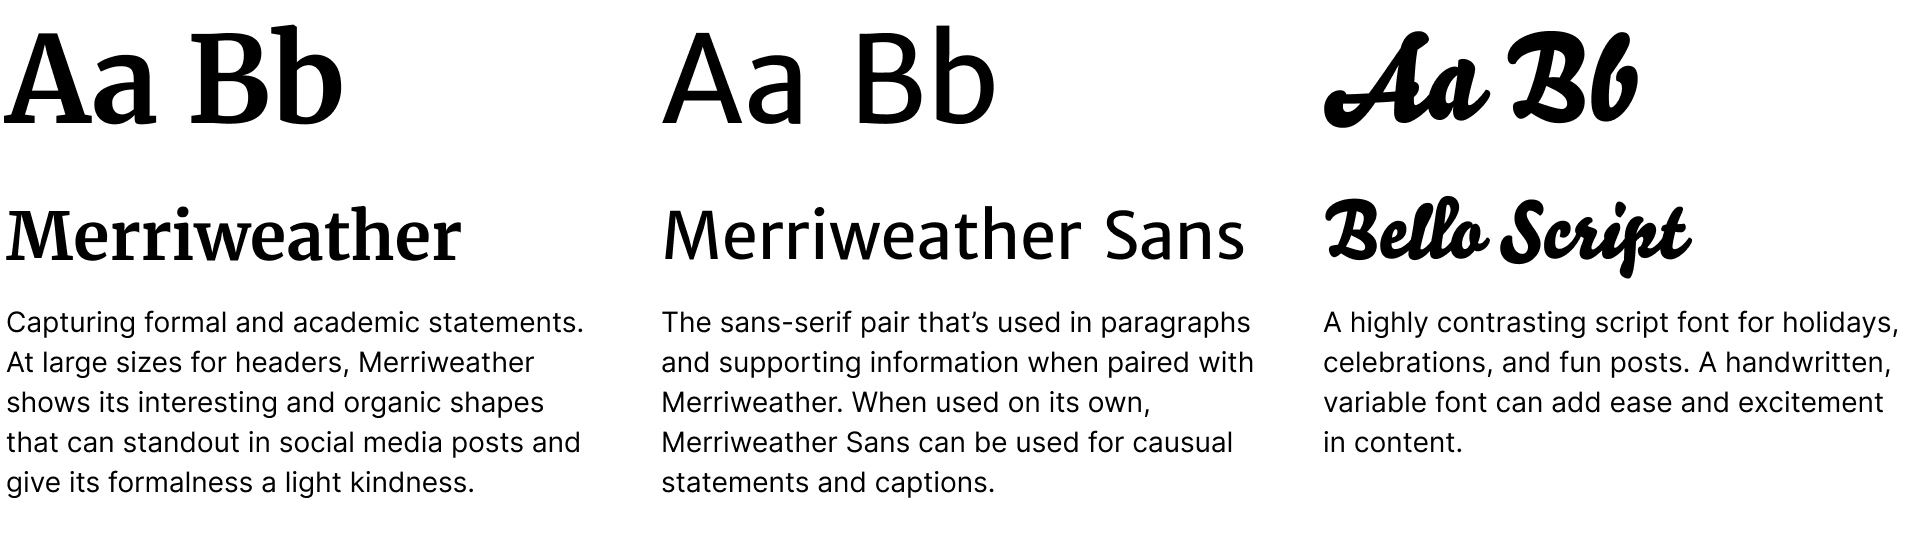 Aa Bb
Merriweather
Capturing formal and academic statements.
At large sizes for headers, Merriweather
shows its interesting and organic shapes
that can standout in social media posts and
give its formalness a light kindness.
Aa Bb
Merriweather Sans
The sans-serif pair that’s used in paragraphs
and supporting information when paired with
Merriweather. When used on its own,
Merriweather Sans can be used for causual
statements and captions.
Aa Bb
Bello Script
A highly contrasting script font for holidays,
celebrations, and fun posts. A handwritten,
variable font can add ease and excitement
in content.